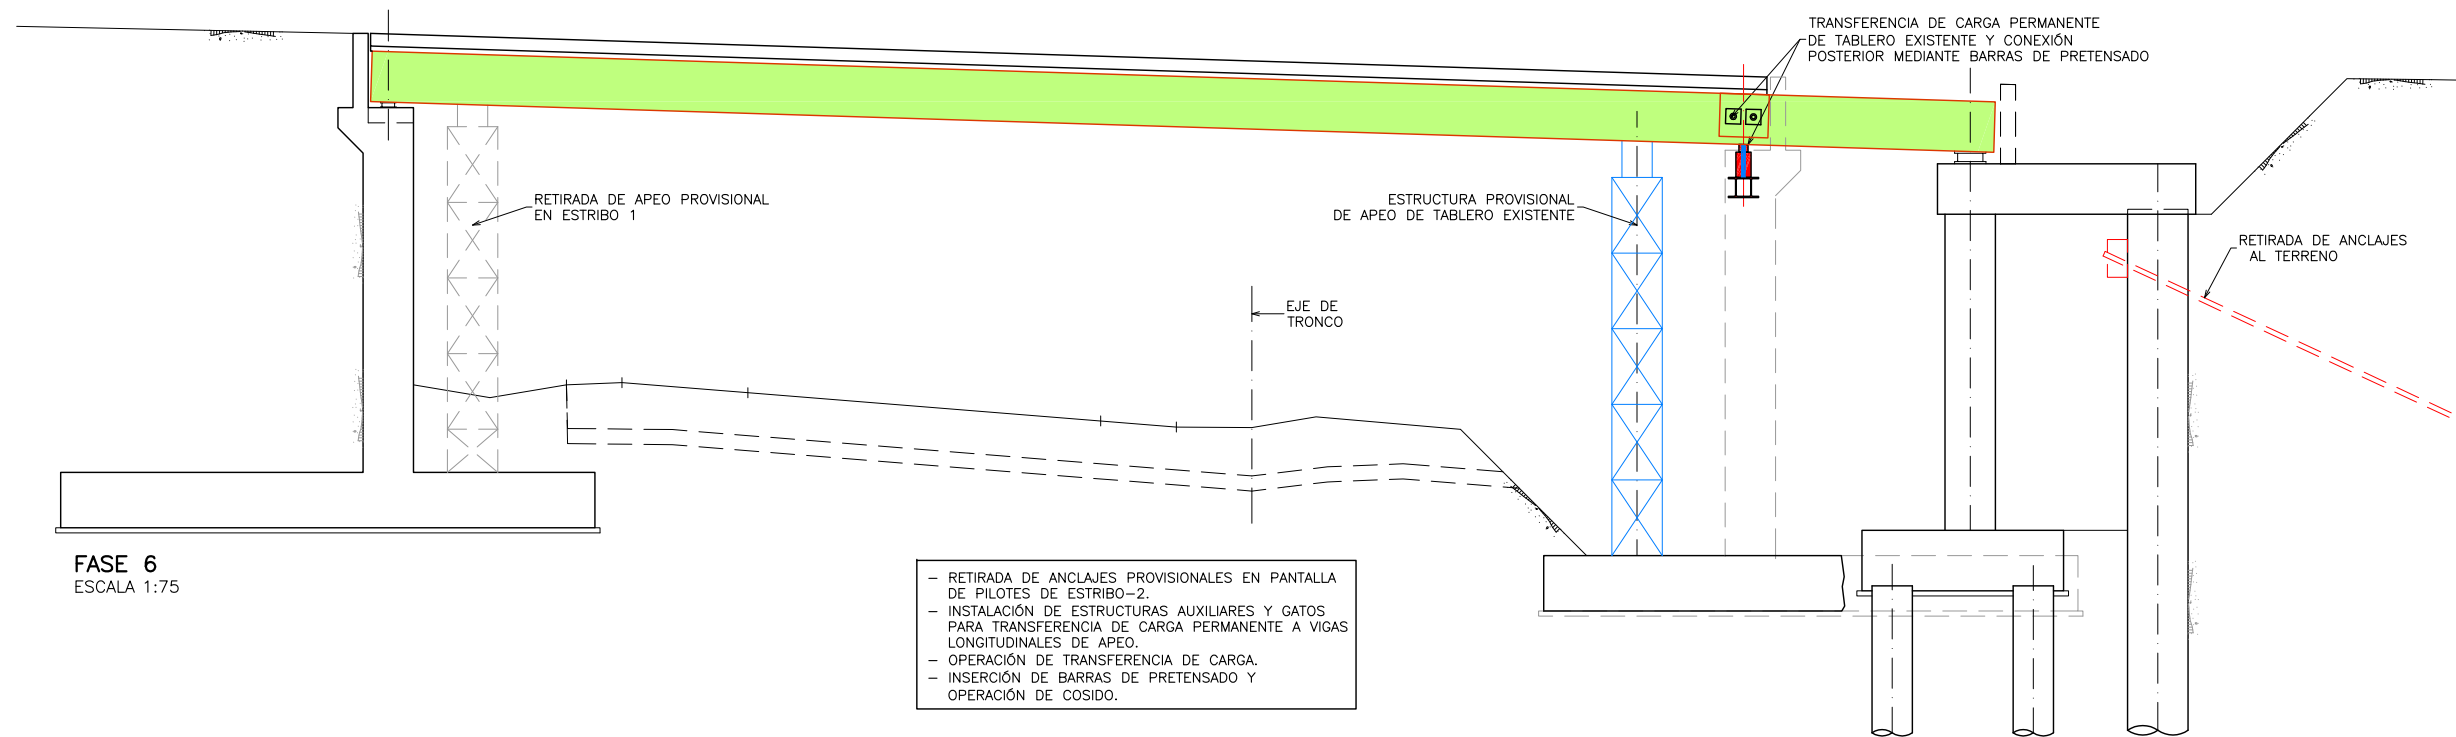 TRANSFERENCIA DE CARGA PERMANENTE
DE TABLERO EXISTENTE Y CONEXIÓN
POSTERIOR MEDIANTE BARRAS DE PRETENSADO
RETIRADA DE APEO PROVISIONAL
EN ESTRIBO 1
ESTRUCTURA PROVISIONAL
DE APEO DE TABLERO EXISTENTE
RETIRADA DE ANCLAJES
AL TERRENO
EJE DE
TRONCO
FASE 6
ESCALA 1:75
– RETIRADA DE ANCLAJES PROVISIONALES EN PANTALLA
DE PILOTES DE ESTRIBO–2.
– INSTALACIÓN DE ESTRUCTURAS AUXILIARES Y GATOS
PARA TRANSFERENCIA DE CARGA PERMANENTE A VIGAS
LONGITUDINALES DE APEO.
– OPERACIÓN DE TRANSFERENCIA DE CARGA.
– INSERCIÓN DE BARRAS DE PRETENSADO Y
OPERACIÓN DE COSIDO.